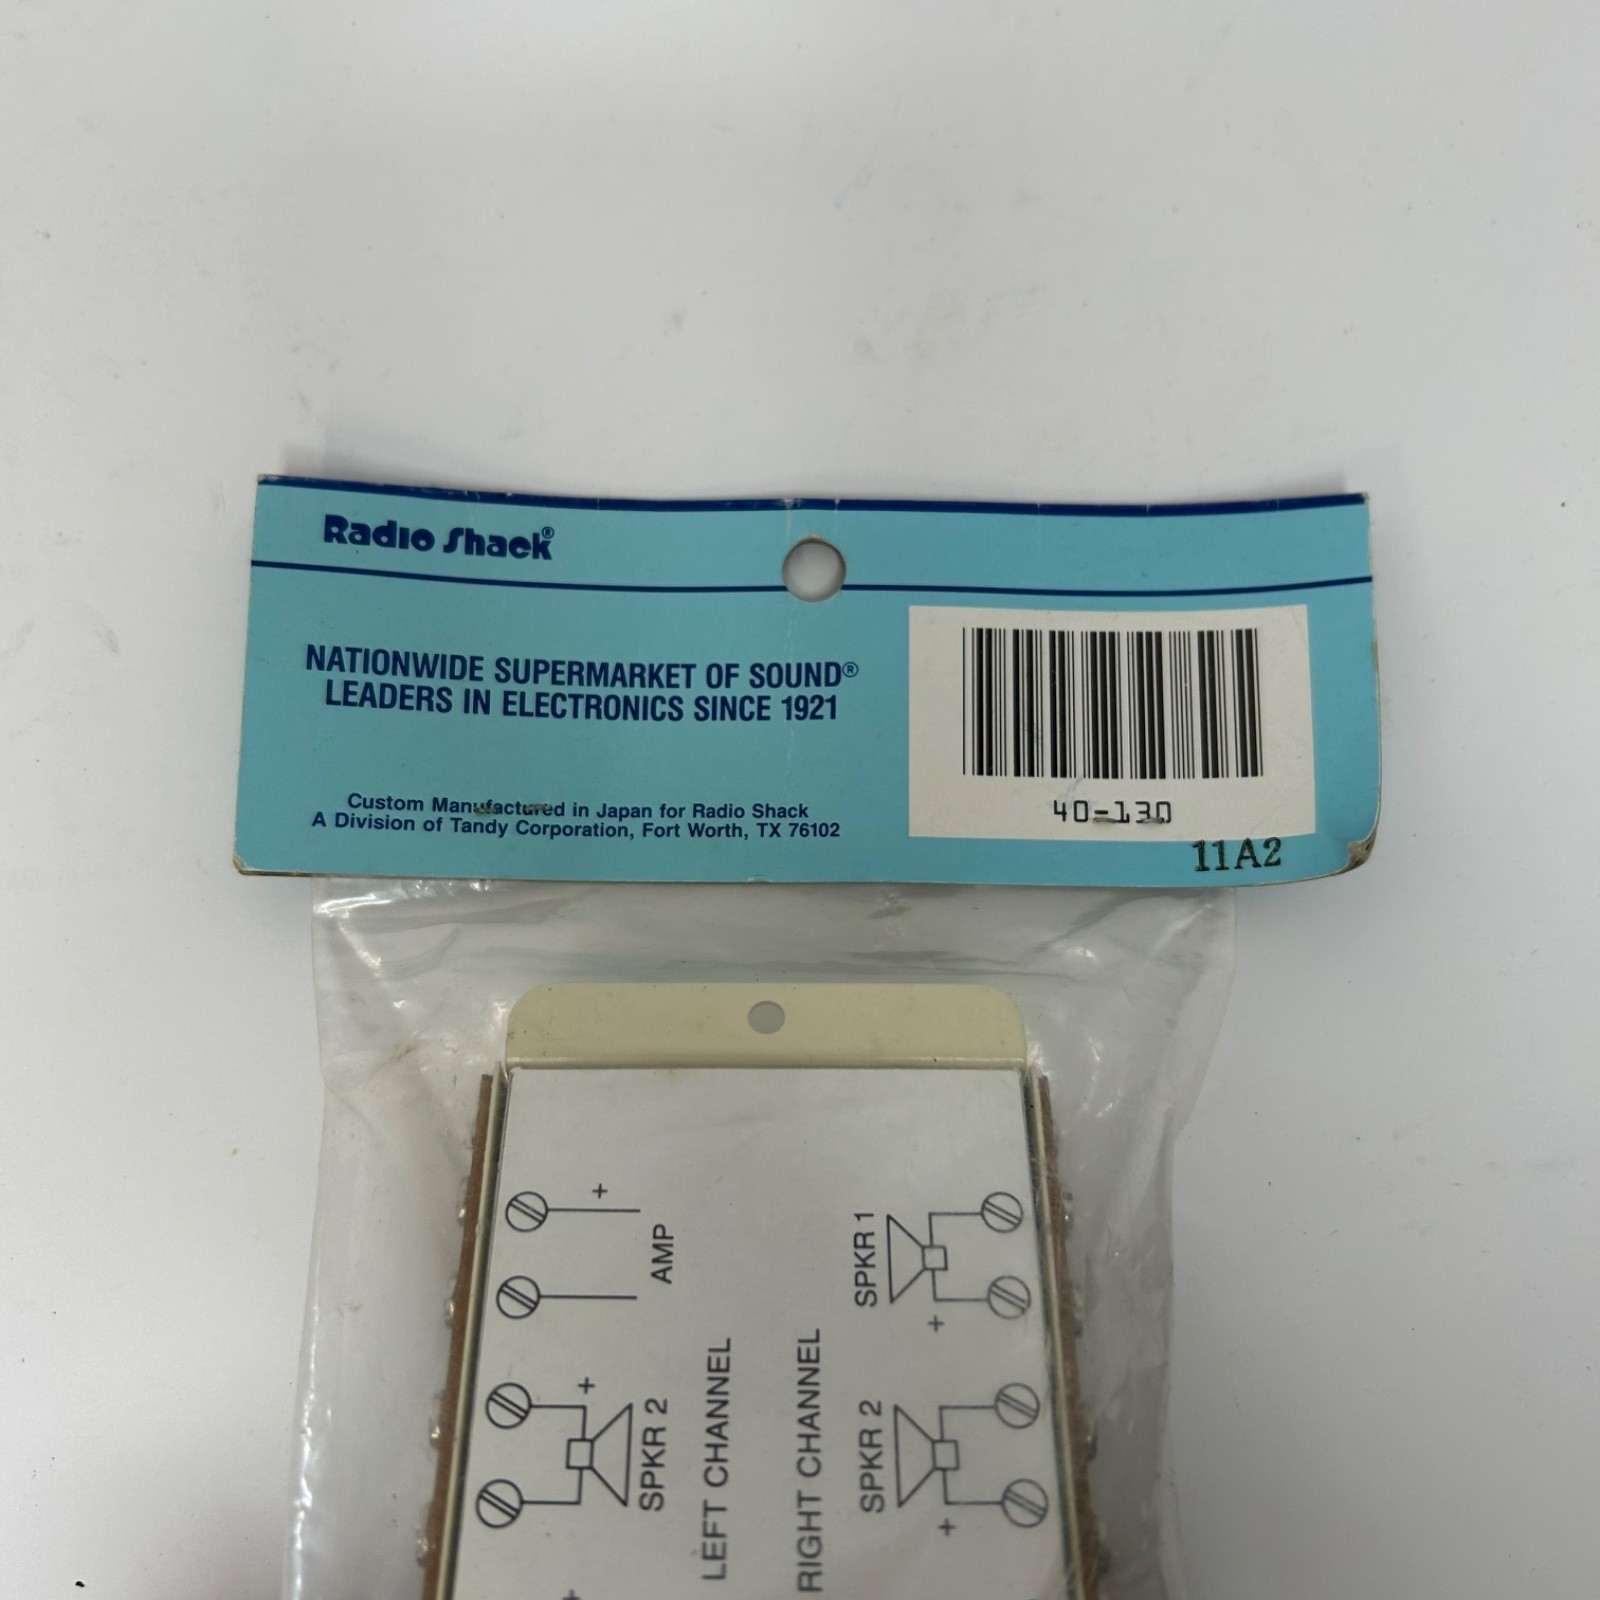 Radio Shack®
NATIONWIDE SUPERMARKET OF SOUND®
LEADERS IN ELECTRONICS SINCE 1921
Custom Manufactured in Japan for Radio Shack
A Division of Tandy Corporation, Fort Worth, TX 76102
40-130
11A2
+
AMP
+
SPKR 2
LEFT CHANNEL
RIGHT CHANNEL
SPKR 1
+
SPKR 2
+
+